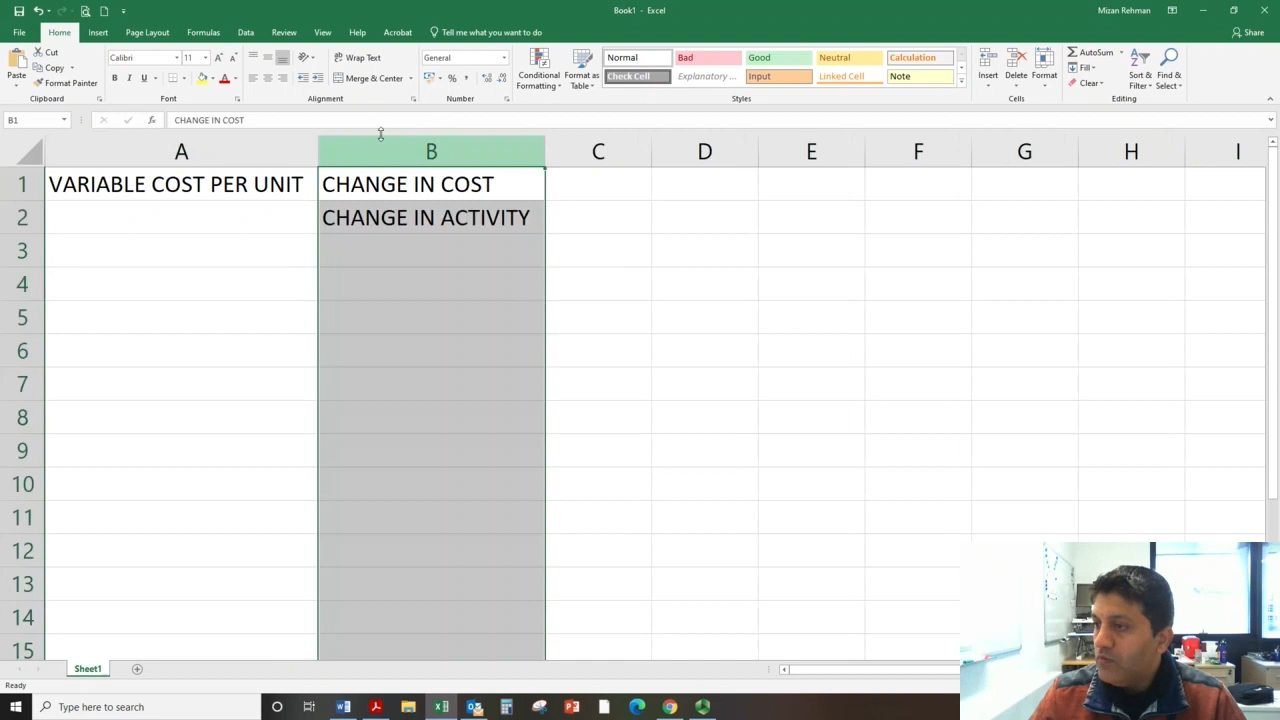 Book1 - Excel
Mizan Rehman
File Home Insert Page Layout Formulas Data Review View Help Acrobat Tell me what you want to do
Share
Paste
Cut
Copy
Format Painter
Clipboard
Calibri 11
B I U
Font
Wrap Text
Merge & Center
Alignment
General
$ % ,
Number
Conditional Formatting
Format as Table
Normal Bad Good Neutral Calculation
Check Cell Explanatory ... Input Linked Cell Note
Styles
Insert Delete Format
Cells
AutoSum
Fill
Clear
Sort & Filter
Find & Select
Editing
B1
fx
CHANGE IN COST
A B C D E F G H I
1 VARIABLE COST PER UNIT CHANGE IN COST
2 CHANGE IN ACTIVITY
3
4
5
6
7
8
9
10
11
12
13
14
15
Sheet1
Ready
Type here to search